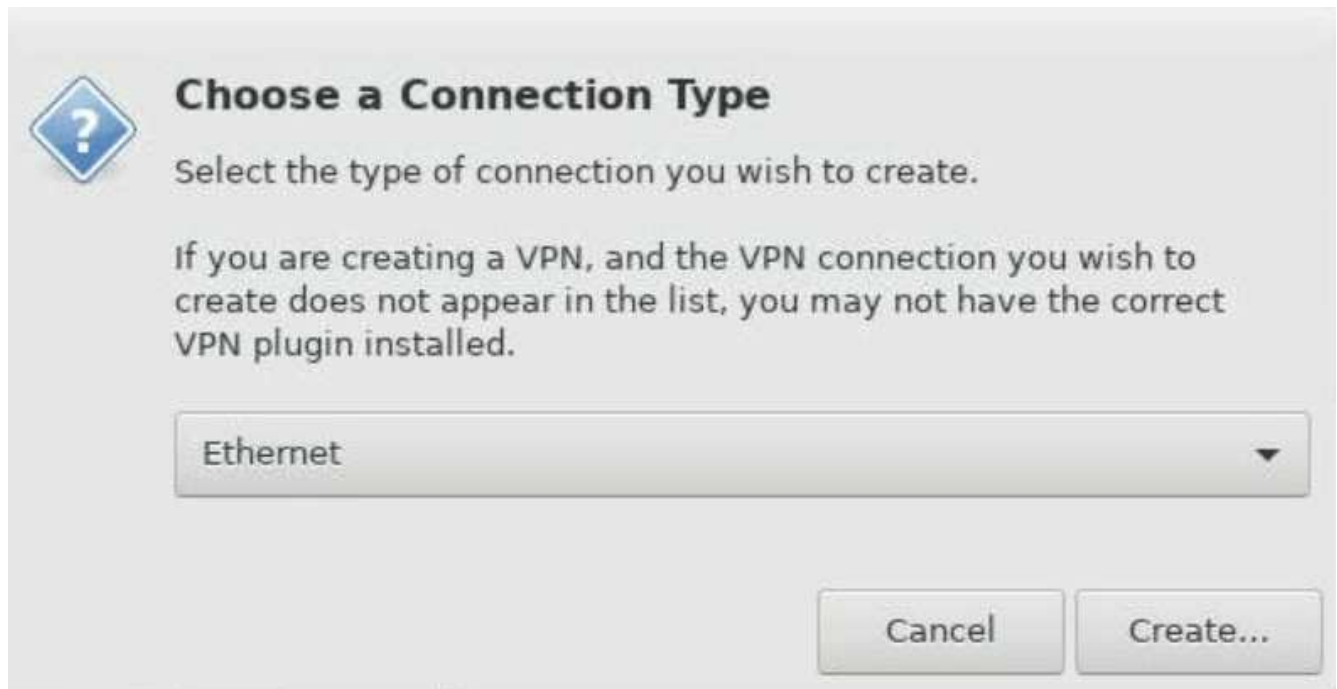 Choose a Connection Type
Select the type of connection you wish to create.
If you are creating a VPN, and the VPN connection you wish to
create does not appear in the list, you may not have the correct
VPN plugin installed.
Ethernet
Cancel
Create...